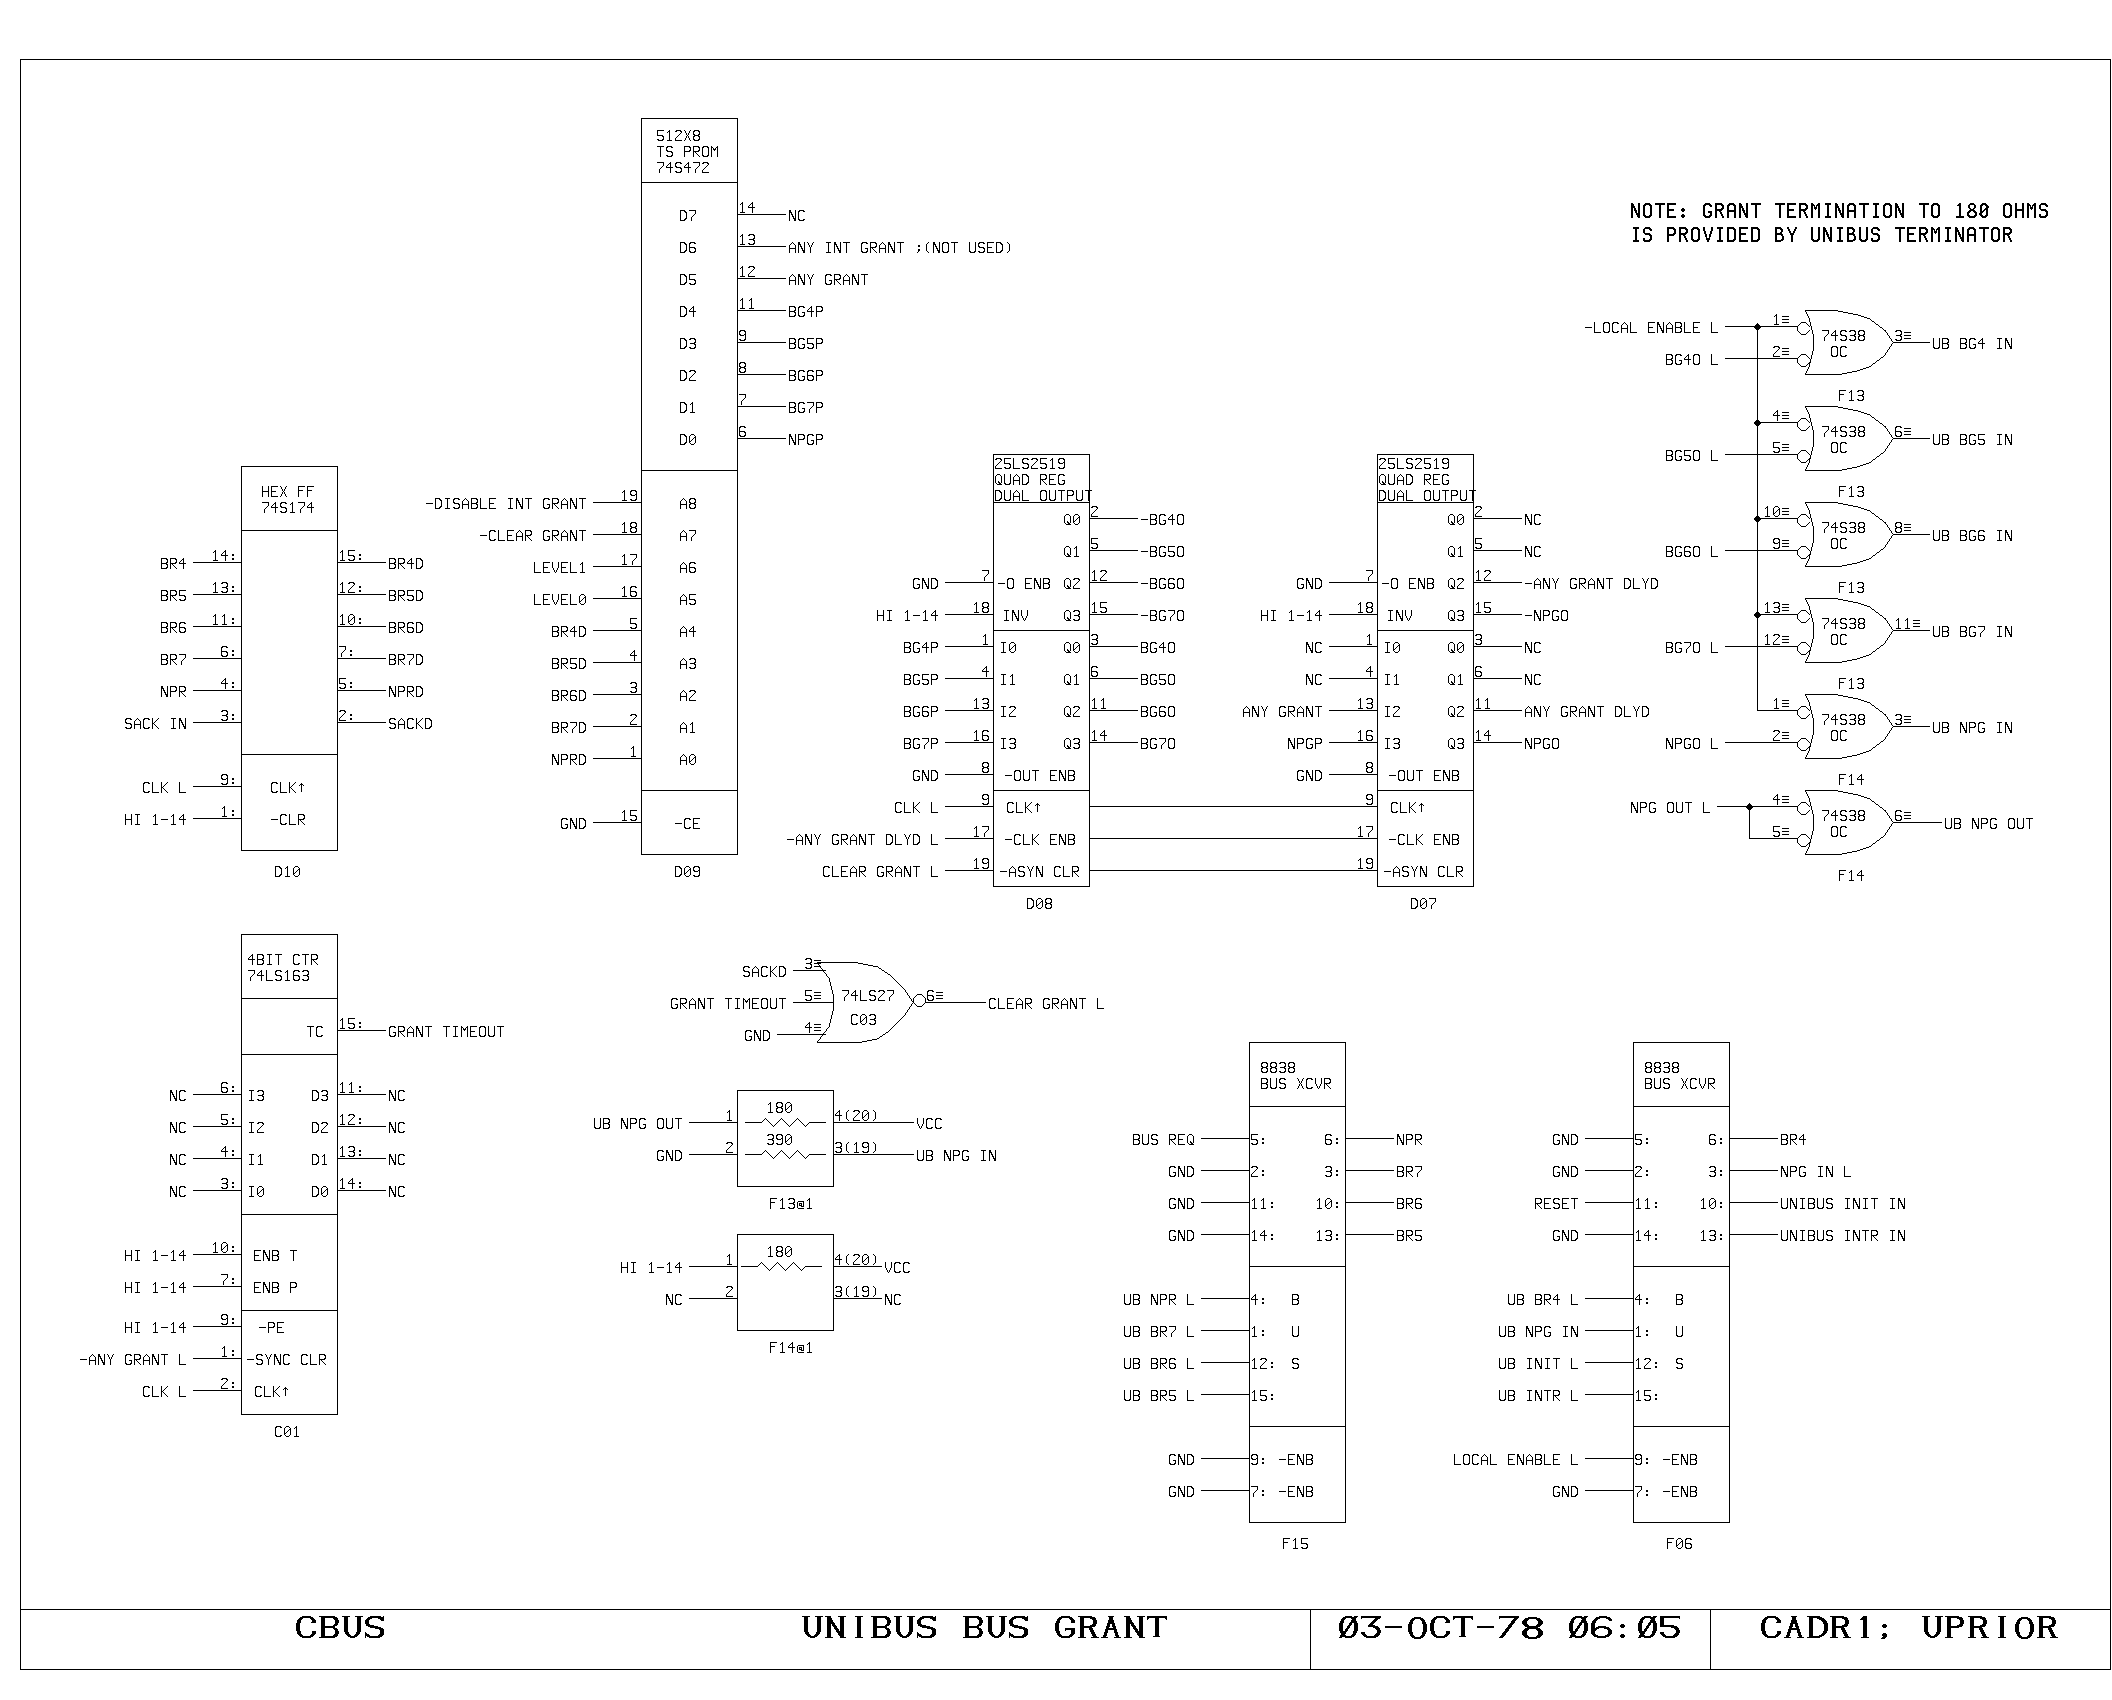 512X8
TS PROM
74S472
D7 14 NC
D6 13 ANY INT GRANT ;(NOT USED)
D5 12 ANY GRANT
D4 11 BG4P
D3 9 BG5P
D2 8 BG6P
D1 7 BG7P
D0 6 NPGP
-DISABLE INT GRANT 19 A8
-CLEAR GRANT 18 A7
LEVEL1 17 A6
LEVEL0 16 A5
BR4D 5 A4
BR5D 4 A3
BR6D 3 A2
BR7D 2 A1
NPRD 1 A0
GND 15 -CE
D09
HEX FF
74S174
BR4 14: 15: BR4D
BR5 13: 12: BR5D
BR6 11: 10: BR6D
BR7 6: 7: BR7D
NPR 4: 5: NPRD
SACK IN 3: 2: SACKD
CLK L 9: CLK↑
HI 1-14 1: -CLR
D10
25LS2519
QUAD REG
DUAL OUTPUT
Q0 2 -BG4O
Q1 5 -BG5O
GND 7 -O ENB Q2 12 -BG6O
HI 1-14 18 INV Q3 15 -BG7O
BG4P 1 I0 Q0 3 BG4O
BG5P 4 I1 Q1 6 BG5O
BG6P 13 I2 Q2 11 BG6O
BG7P 16 I3 Q3 14 BG7O
GND 8 -OUT ENB
CLK L 9 CLK↑
-ANY GRANT DLYD L 17 -CLK ENB
CLEAR GRANT L 19 -ASYN CLR
D08
25LS2519
QUAD REG
DUAL OUTPUT
Q0 2 NC
Q1 5 NC
GND 7 -O ENB Q2 12 -ANY GRANT DLYD
HI 1-14 18 INV Q3 15 -NPGO
NC 1 I0 Q0 3 NC
NC 4 I1 Q1 6 NC
ANY GRANT 13 I2 Q2 11 ANY GRANT DLYD
NPGP 16 I3 Q3 14 NPGO
GND 8 -OUT ENB
9 CLK↑
17 -CLK ENB
19 -ASYN CLR
D07
NOTE: GRANT TERMINATION TO 180 OHMS
IS PROVIDED BY UNIBUS TERMINATOR
-LOCAL ENABLE L 1≡ 74S38 3≡ UB BG4 IN
BG4O L 2≡ OC
F13
4≡ 74S38 6≡ UB BG5 IN
BG5O L 5≡ OC
F13
10≡ 74S38 8≡ UB BG6 IN
BG6O L 9≡ OC
F13
13≡ 74S38 11≡ UB BG7 IN
BG7O L 12≡ OC
F13
1≡ 74S38 3≡ UB NPG IN
NPGO L 2≡ OC
F14
NPG OUT L 4≡ 74S38 6≡ UB NPG OUT
5≡ OC
F14
4BIT CTR
74LS163
TC 15: GRANT TIMEOUT
NC 6: I3 D3 11: NC
NC 5: I2 D2 12: NC
NC 4: I1 D1 13: NC
NC 3: I0 D0 14: NC
HI 1-14 10: ENB T
HI 1-14 7: ENB P
HI 1-14 9: -PE
-ANY GRANT L 1: -SYNC CLR
CLK L 2: CLK↑
C01
SACKD 3≡
GRANT TIMEOUT 5≡ 74LS27 6≡ CLEAR GRANT L
GND 4≡ C03
UB NPG OUT 1 180 4(20) VCC
GND 2 390 3(19) UB NPG IN
F13@1
HI 1-14 1 180 4(20) VCC
NC 2 3(19) NC
F14@1
8838
BUS XCVR
BUS REQ 5: 6: NPR
GND 2: 3: BR7
GND 11: 10: BR6
GND 14: 13: BR5
UB NPR L 4: B
UB BR7 L 1: U
UB BR6 L 12: S
UB BR5 L 15:
GND 9: -ENB
GND 7: -ENB
F15
8838
BUS XCVR
GND 5: 6: BR4
GND 2: 3: NPG IN L
RESET 11: 10: UNIBUS INIT IN
GND 14: 13: UNIBUS INTR IN
UB BR4 L 4: B
UB NPG IN 1: U
UB INIT L 12: S
UB INTR L 15:
LOCAL ENABLE L 9: -ENB
GND 7: -ENB
F06
CBUS UNIBUS BUS GRANT 03-OCT-78 06:05 CADR1; UPRIOR